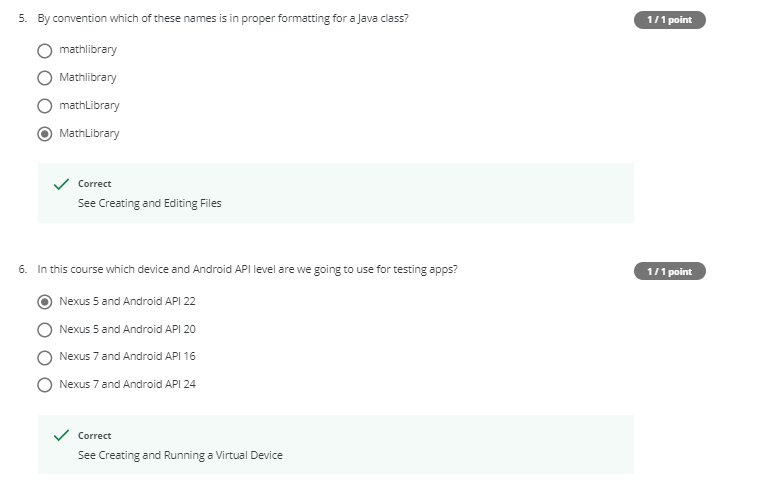 5. By convention which of these names is in proper formatting for a Java class?
1 / 1 point
mathlibrary
Mathlibrary
mathLibrary
MathLibrary
Correct
See Creating and Editing Files
6. In this course which device and Android API level are we going to use for testing apps?
1 / 1 point
Nexus 5 and Android API 22
Nexus 5 and Android API 20
Nexus 7 and Android API 16
Nexus 7 and Android API 24
Correct
See Creating and Running a Virtual Device